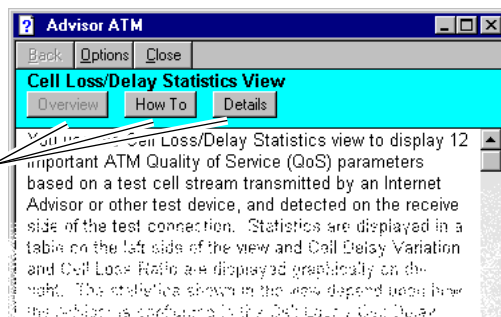 Advisor ATM
Back Options Close
Cell Loss/Delay Statistics View
Overview How To Details
Cell Loss/Delay Statistics view to display 12
important ATM Quality of Service (QoS) parameters
based on a test cell stream transmitted by an Internet
Advisor or other test device, and detected on the receive
side of the test connection. Statistics are displayed in a
table on the left side of the view and Cell Delay Variation
and Cell Loss Ratio are displayed graphically on the
right. The statistics shown in the view depend upon how